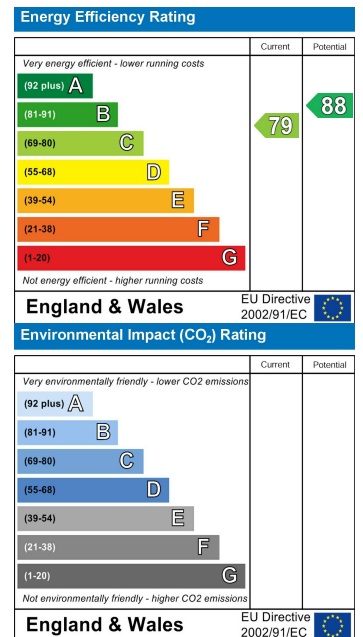 Energy Efficiency Rating
Current Potential
Very energy efficient - lower running costs
(92 plus) A
(81-91) B
(69-80) C
(55-68) D
(39-54) E
(21-38) F
(1-20) G
79
88
Not energy efficient - higher running costs
England & Wales
EU Directive
2002/91/EC
Environmental Impact (CO₂) Rating
Current Potential
Very environmentally friendly - lower CO2 emissions
(92 plus) A
(81-91) B
(69-80) C
(55-68) D
(39-54) E
(21-38) F
(1-20) G
Not environmentally friendly - higher CO2 emissions
England & Wales
EU Directive
2002/91/EC